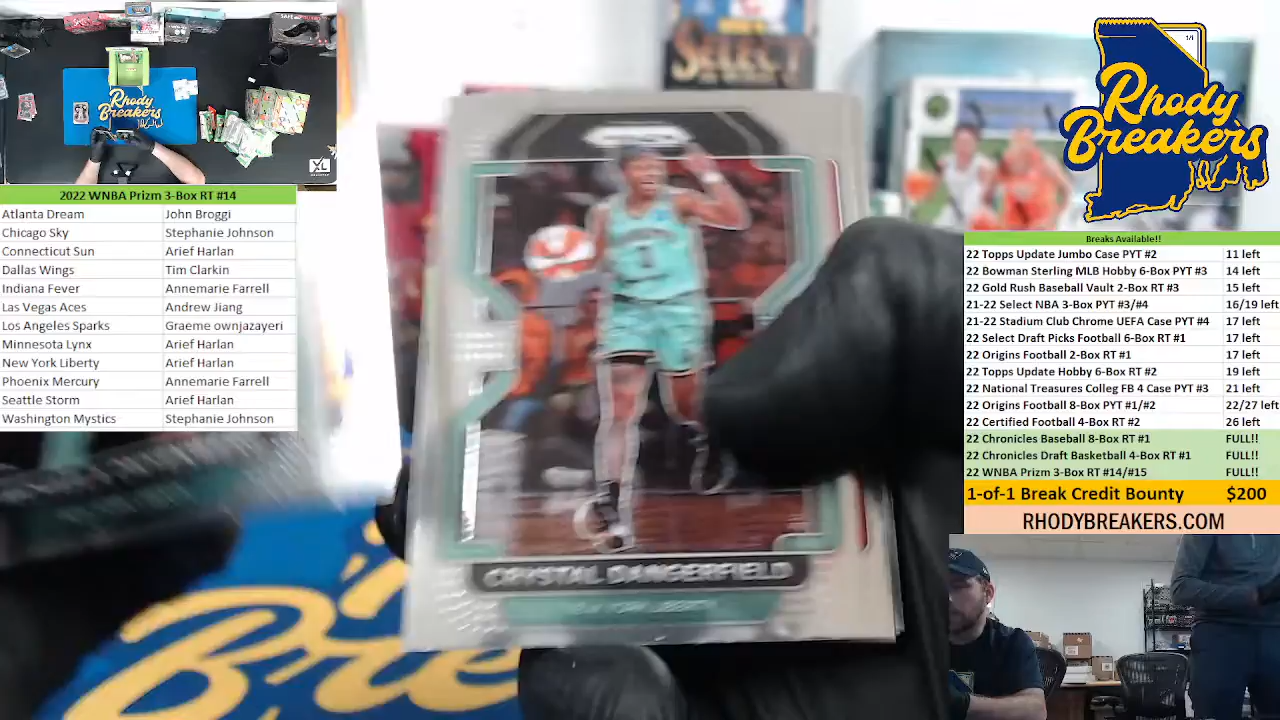 SELECT
Rhody
Breakers
XL
2022 WNBA Prizm 3-Box RT #14
Atlanta Dream John Broggi
Chicago Sky Stephanie Johnson
Connecticut Sun Arief Harlan
Dallas Wings Tim Clarkin
Indiana Fever Annemarie Farrell
Las Vegas Aces Andrew Jiang
Los Angeles Sparks Graeme ownjazayeri
Minnesota Lynx Arief Harlan
New York Liberty Arief Harlan
Phoenix Mercury Annemarie Farrell
Seattle Storm Arief Harlan
Washington Mystics Stephanie Johnson
PRIZM
1
CRYSTAL DANGERFIELD
Bre
1/1
Rhody
Breakers
Breaks Available!!
22 Topps Update Jumbo Case PYT #2 11 left
22 Bowman Sterling MLB Hobby 6-Box PYT #3 14 left
22 Gold Rush Baseball Vault 2-Box RT #3 15 left
21-22 Select NBA 3-Box PYT #3/#4 16/19 left
21-22 Stadium Club Chrome UEFA Case PYT #4 17 left
22 Select Draft Picks Football 6-Box RT #1 17 left
22 Origins Football 2-Box RT #1 17 left
22 Topps Update Hobby 6-Box RT #2 19 left
22 National Treasures Colleg FB 4 Case PYT #3 21 left
22 Origins Football 8-Box PYT #1/#2 22/27 left
22 Certified Football 4-Box RT #2 26 left
22 Chronicles Baseball 8-Box RT #1 FULL!!
22 Chronicles Draft Basketball 4-Box RT #1 FULL!!
22 WNBA Prizm 3-Box RT #14/#15 FULL!!
1-of-1 Break Credit Bounty $200
RHODYBREAKERS.COM